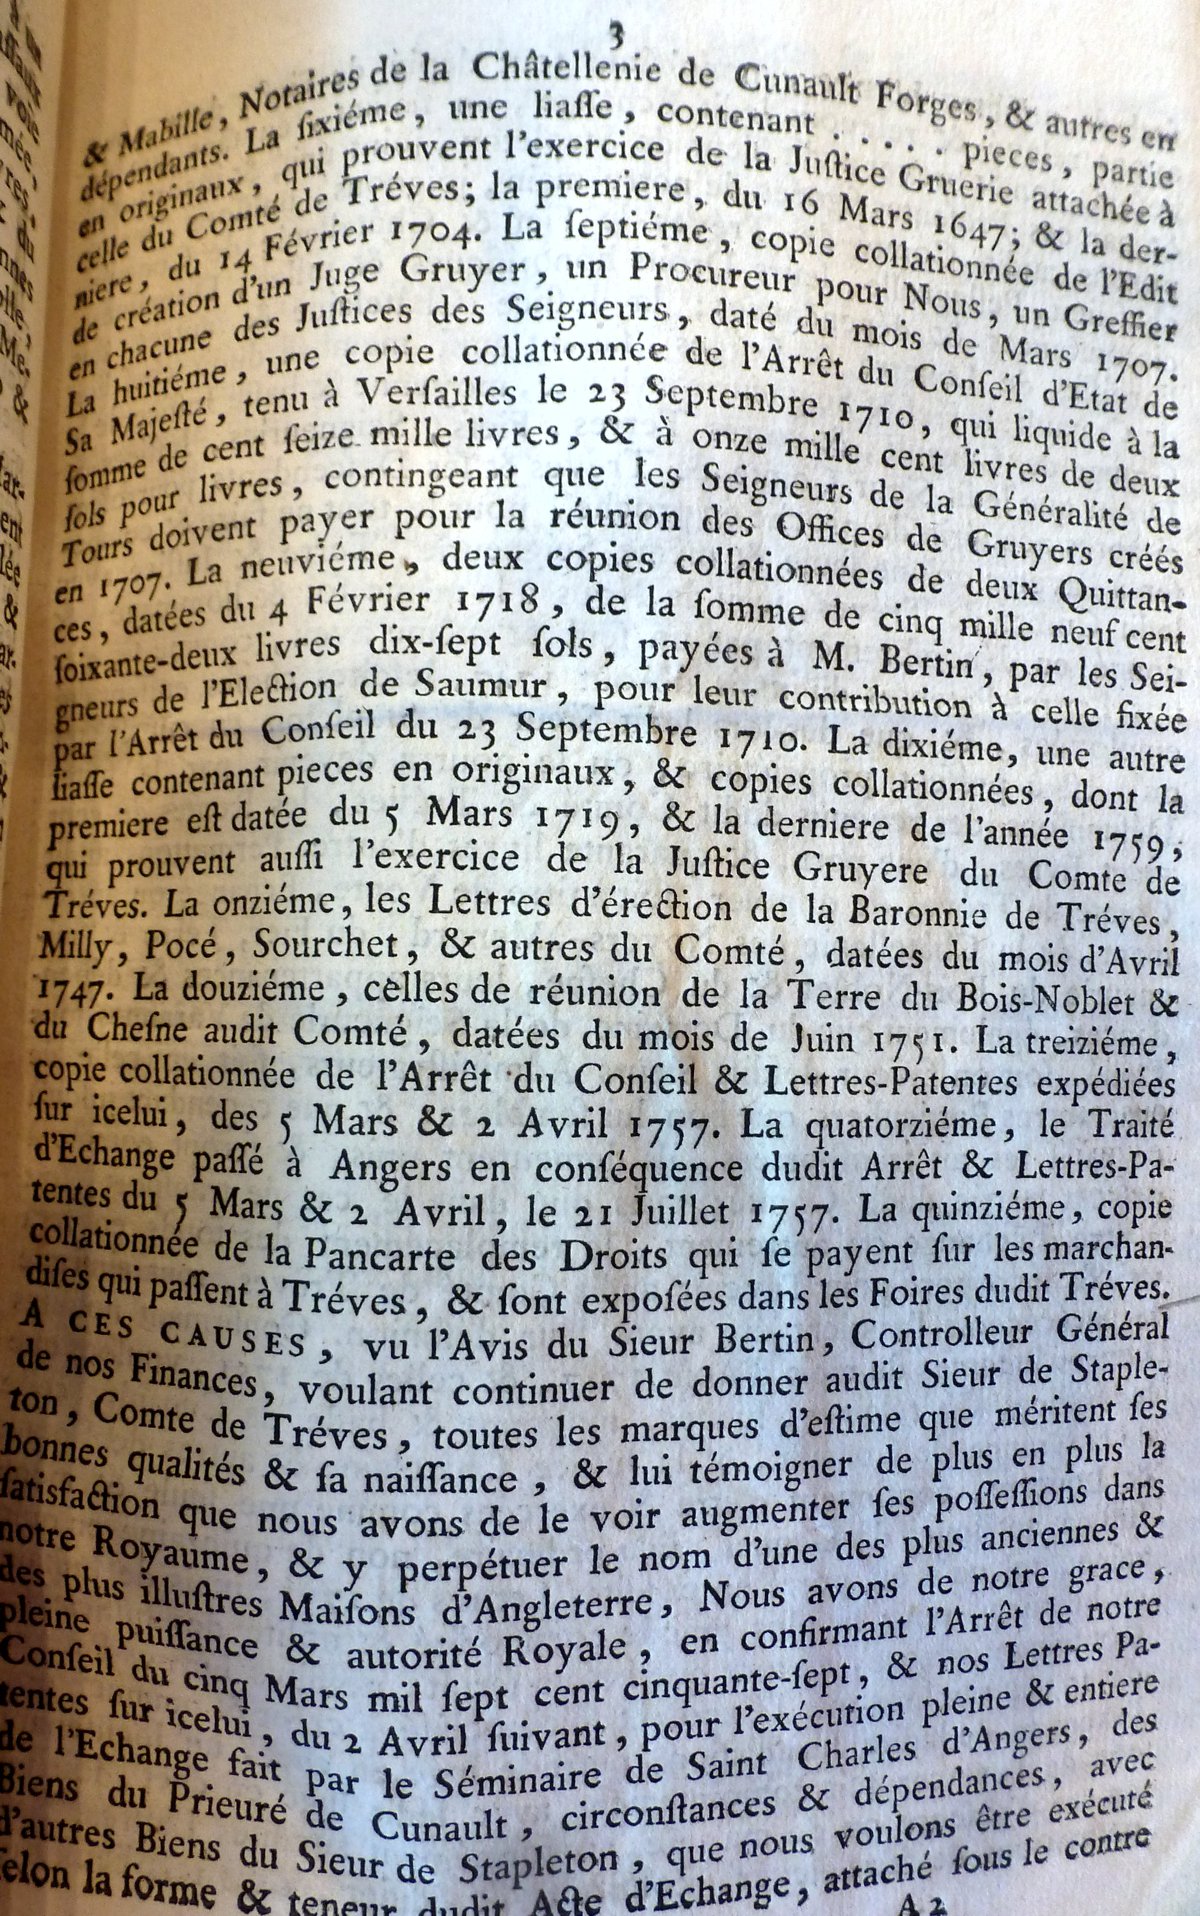 3
& Mabille, Notaires de la Châtellenie de Cunault Forges, & autres en
dépendants. La ſixiéme, une liaſſe, contenant ..... pieces, partie
en originaux, qui prouvent l'exercice de la Juſtice Gruerie attachée à
celle du Comté de Tréves; la premiere, du 16 Mars 1647; & la der-
niere, du 14 Février 1704. La ſeptiéme, copie collationnée de l'Edit
de création d'un Juge Gruyer, un Procureur pour Nous, un Greffier
en chacune des Juſtices des Seigneurs, daté du mois de Mars 1707.
La huitiéme, une copie collationnée de l'Arrêt du Conſeil d'Etat de
Sa Majeſté, tenu à Verſailles le 23 Septembre 1710, qui liquide à la
ſomme de cent ſeize mille livres, & à onze mille cent livres de deux
ſols pour livres, contingeant que les Seigneurs de la Généralité de
Tours doivent payer pour la réunion des Offices de Gruyers créés
en 1707. La neuviéme, deux copies collationnées de deux Quittan-
ces, datées du 4 Février 1718, de la ſomme de cinq mille neuf cent
ſoixante-deux livres dix-ſept ſols, payées à M. Bertin, par les Sei-
gneurs de l'Election de Saumur, pour leur contribution à celle fixée
par l'Arrêt du Conſeil du 23 Septembre 1710. La dixiéme, une autre
liaſſe contenant pieces en originaux, & copies collationnées, dont la
premiere eſt datée du 5 Mars 1719, & la derniere de l'année 1759,
qui prouvent auſſi l'exercice de la Juſtice Gruyere du Comte de
Tréves. La onziéme, les Lettres d'érection de la Baronnie de Tréves,
Milly, Pocé, Sourchet, & autres du Comté, datées du mois d'Avril
1747. La douziéme, celles de réunion de la Terre du Bois-Noblet &
du Cheſne audit Comté, datées du mois de Juin 1751. La treiziéme,
copie collationnée de l'Arrêt du Conſeil & Lettres-Patentes expédiées
ſur icelui, des 5 Mars & 2 Avril 1757. La quatorziéme, le Traité
d'Echange paſſé à Angers en conſéquence dudit Arrêt & Lettres-Pa-
tentes du 5 Mars & 2 Avril, le 21 Juillet 1757. La quinziéme, copie
collationnée de la Pancarte des Droits qui ſe payent ſur les marchan-
diſes qui paſſent à Tréves, & ſont expoſées dans les Foires dudit Tréves.
A CES CAUSES, vu l'Avis du Sieur Bertin, Controlleur Général
de nos Finances, voulant continuer de donner audit Sieur de Staple-
ton, Comte de Tréves, toutes les marques d'eſtime que méritent ſes
bonnes qualités & ſa naiſſance, & lui témoigner de plus en plus la
ſatisfaction que nous avons de le voir augmenter ſes poſſeſſions dans
notre Royaume, & y perpétuer le nom d'une des plus anciennes &
des plus illuſtres Maiſons d'Angleterre, Nous avons de notre grace,
pleine puiſſance & autorité Royale, en confirmant l'Arrêt de notre
Conſeil du cinq Mars mil ſept cent cinquante-ſept, & nos Lettres Pa-
tentes ſur icelui, du 2 Avril ſuivant, pour l'exécution pleine & entiere
de l'Echange fait par le Séminaire de Saint Charles d'Angers, des
Biens du Prieuré de Cunault, circonſtances & dépendances, avec
d'autres Biens du Sieur de Stapleton, que nous voulons être exécuté
ſelon la forme & teneur dudit Acte d'Echange, attaché ſous le contre
A 2